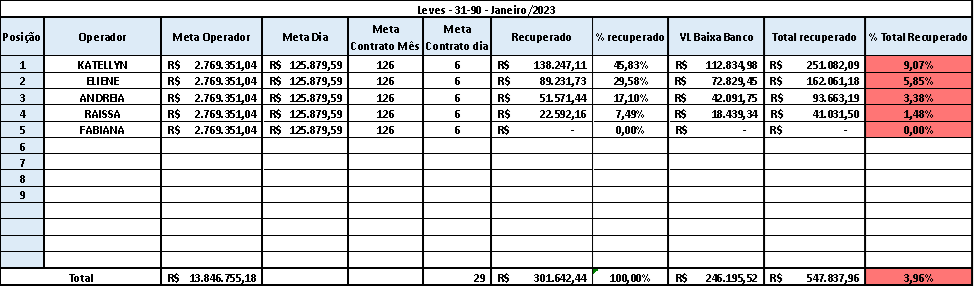 Leves - 31-90 - Janeiro /2023
Posição Operador Meta Operador Meta Dia Meta Contrato Mês Meta Contrato dia Recuperado % recuperado VL Baixa Banco Total recuperado % Total Recuperado
1 KATELLYN R$ 2.769.351,04 R$ 125.879,59 126 6 R$ 138.247,11 45,83% R$ 112.834,98 R$ 251.082,09 9,07%
2 ELIENE R$ 2.769.351,04 R$ 125.879,59 126 6 R$ 89.231,73 29,58% R$ 72.829,45 R$ 162.061,18 5,85%
3 ANDREIA R$ 2.769.351,04 R$ 125.879,59 126 6 R$ 51.571,44 17,10% R$ 42.091,75 R$ 93.663,19 3,38%
4 RAISSA R$ 2.769.351,04 R$ 125.879,59 126 6 R$ 22.592,16 7,49% R$ 18.439,34 R$ 41.031,50 1,48%
5 FABIANA R$ 2.769.351,04 R$ 125.879,59 126 6 R$ - 0,00% R$ - R$ - 0,00%
6
7
8
9
Total R$ 13.846.755,18 29 R$ 301.642,44 100,00% R$ 246.195,52 R$ 547.837,96 3,96%